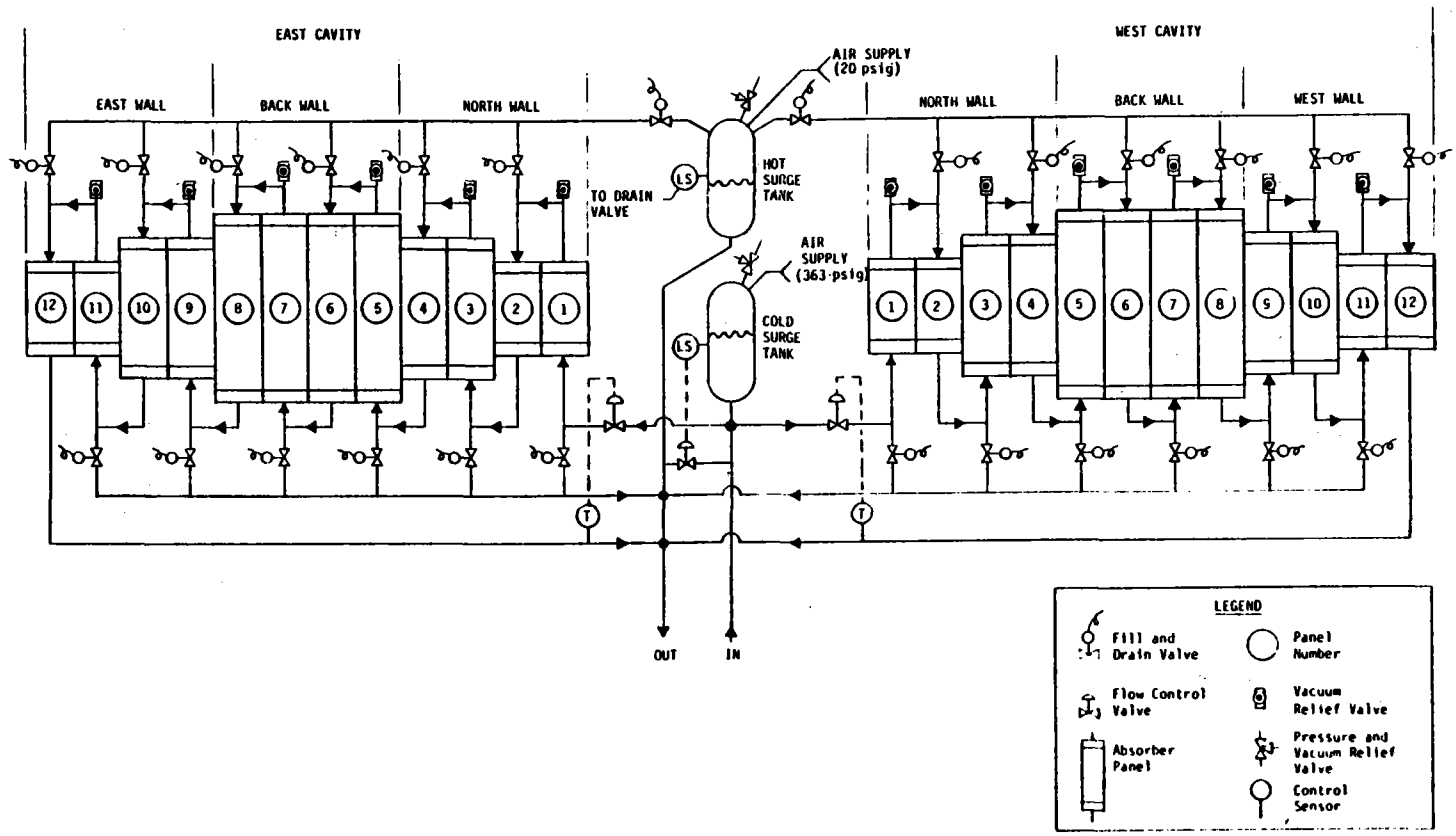 EAST CAVITY
WEST CAVITY
AIR SUPPLY
(20 psig)
EAST WALL
BACK WALL
NORTH WALL
NORTH WALL
BACK WALL
WEST WALL
LS
HOT
SURGE
TANK
TO DRAIN
VALVE
AIR
SUPPLY
(363-psig)
12
11
10
9
8
7
6
5
4
3
2
1
1
2
3
4
5
6
7
8
9
10
11
12
LS
COLD
SURGE
TANK
T
T
OUT
IN
LEGEND
Fill and
Drain Valve
Panel
Number
Flow Control
Valve
Vacuum
Relief Valve
Absorber
Panel
Pressure and
Vacuum Relief
Valve
Control
Sensor